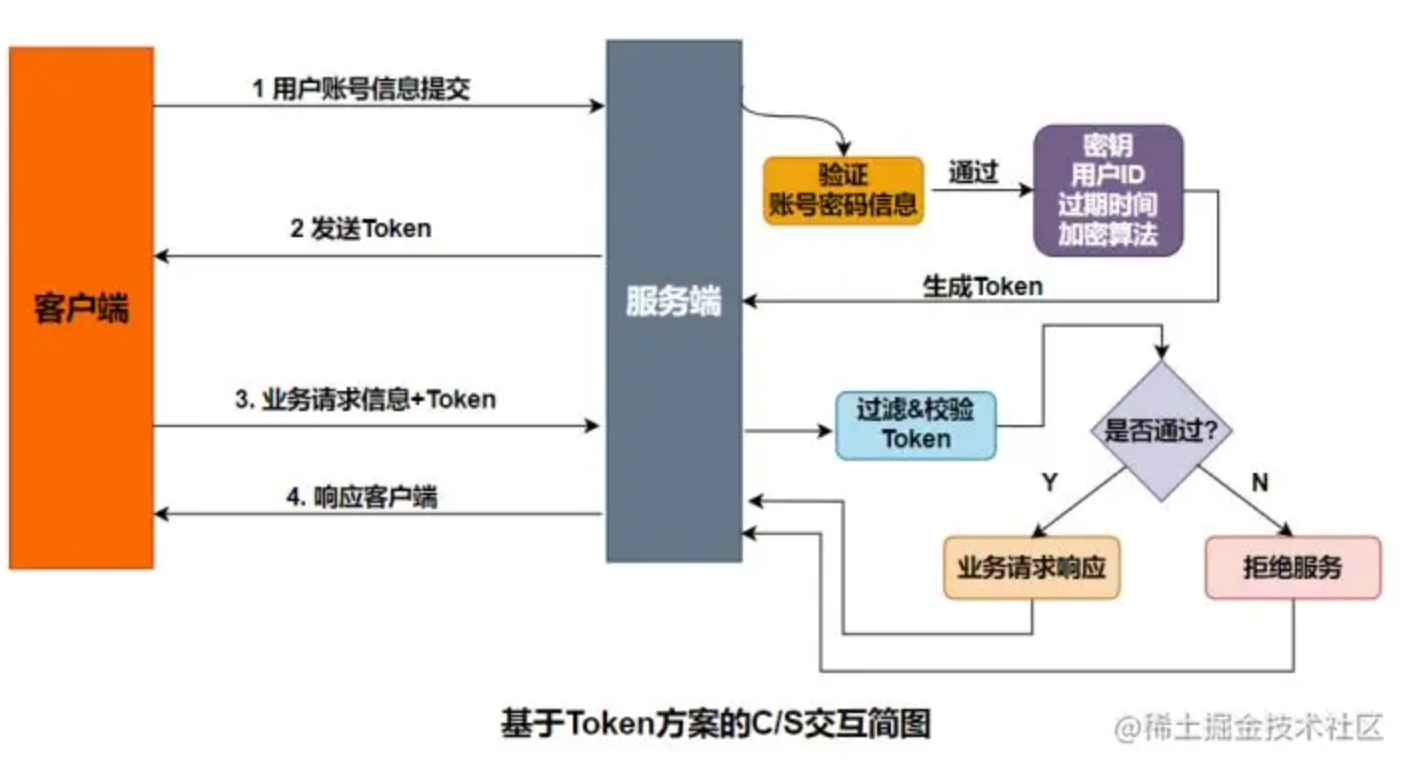 1 用户账号信息提交
验证
账号密码信息
通过
密钥
用户ID
过期时间
加密算法
2 发送Token
生成Token
客户端
服务端
3. 业务请求信息+Token
过滤&校验
Token
是否通过?
Y
N
4. 响应客户端
业务请求响应
拒绝服务
基于Token方案的C/S交互简图
@稀土掘金技术社区